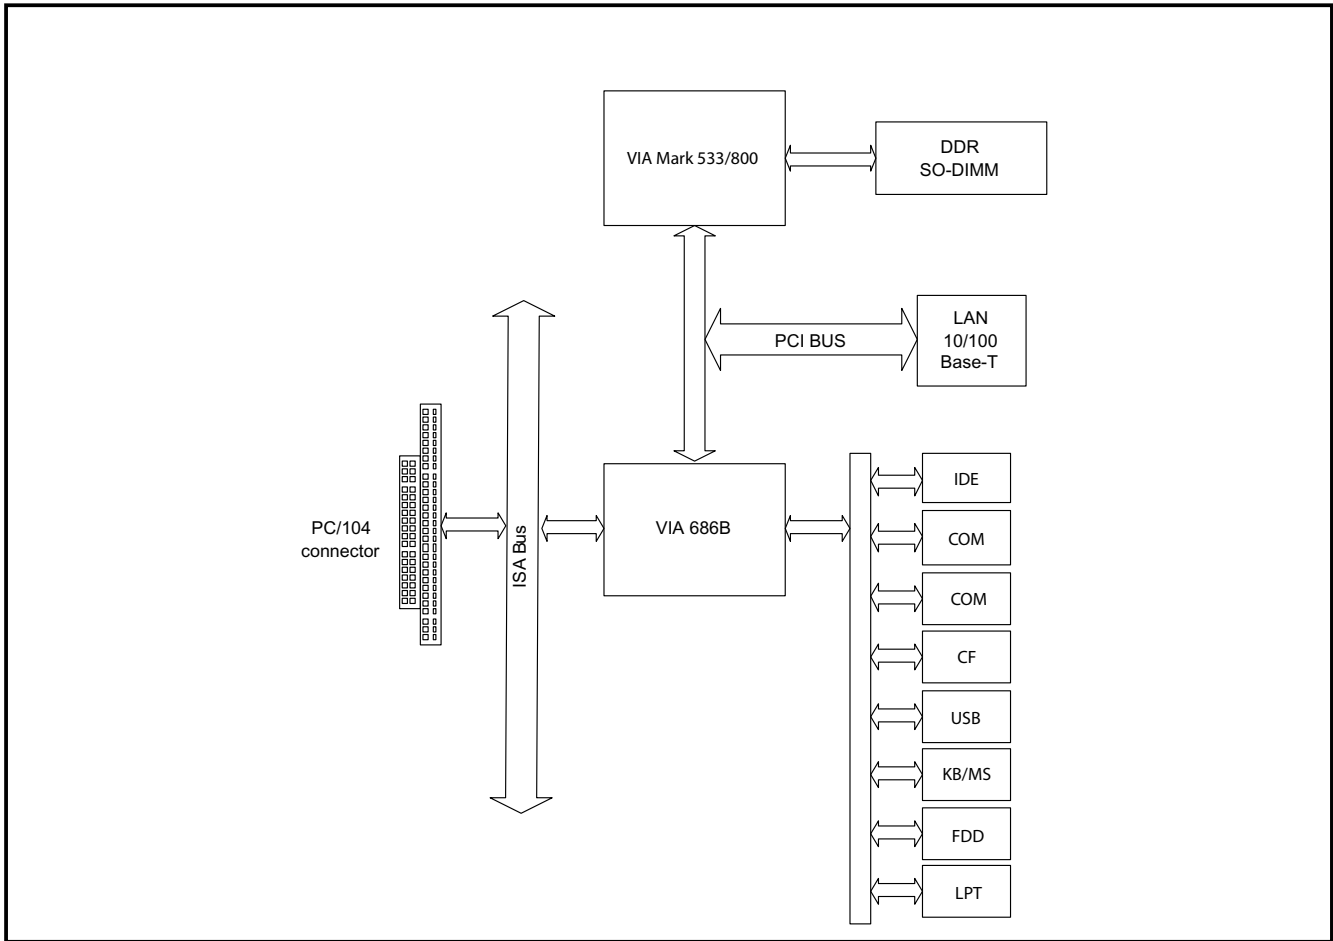 VIA Mark 533/800
DDR
SO-DIMM
PCI BUS
LAN
10/100
Base-T
PC/104
connector
ISA Bus
VIA 686B
IDE
COM
COM
CF
USB
KB/MS
FDD
LPT